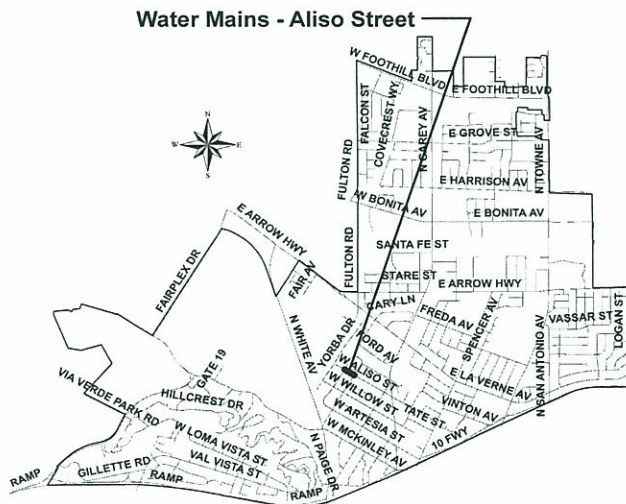 Water Mains - Aliso Street
W FOOTHILL BLVD
E FOOTHILL BLVD
FALCON ST
COVECREST WY
N GAREY AV
E GROVE ST
N TOWNE AV
FULTON RD
E HARRISON AV
W BONITA AV
E BONITA AV
N
W
E
S
E ARROW HWY
FULTON RD
SANTA FE ST
FAIRPLEX DR
FAIR AV
STARE ST
E ARROW HWY
CARY LN
FREDA AV
SPENCER AV
VASSAR ST
LOGAN ST
N WHITE AV
YORBA DR
FORD AV
N SAN ANTONIO AV
GATE 19
W ALISO ST
E LA VERNE AV
VIA VERDE PARK RD
HILLCREST DR
W WILLOW ST
TATE ST
VINTON AV
W ARTESIA ST
W LOMA VISTA ST
N PAIGE DR
W MCKINLEY AV
10 FWY
GILLETTE RD
VAL VISTA ST
RAMP
RAMP
RAMP